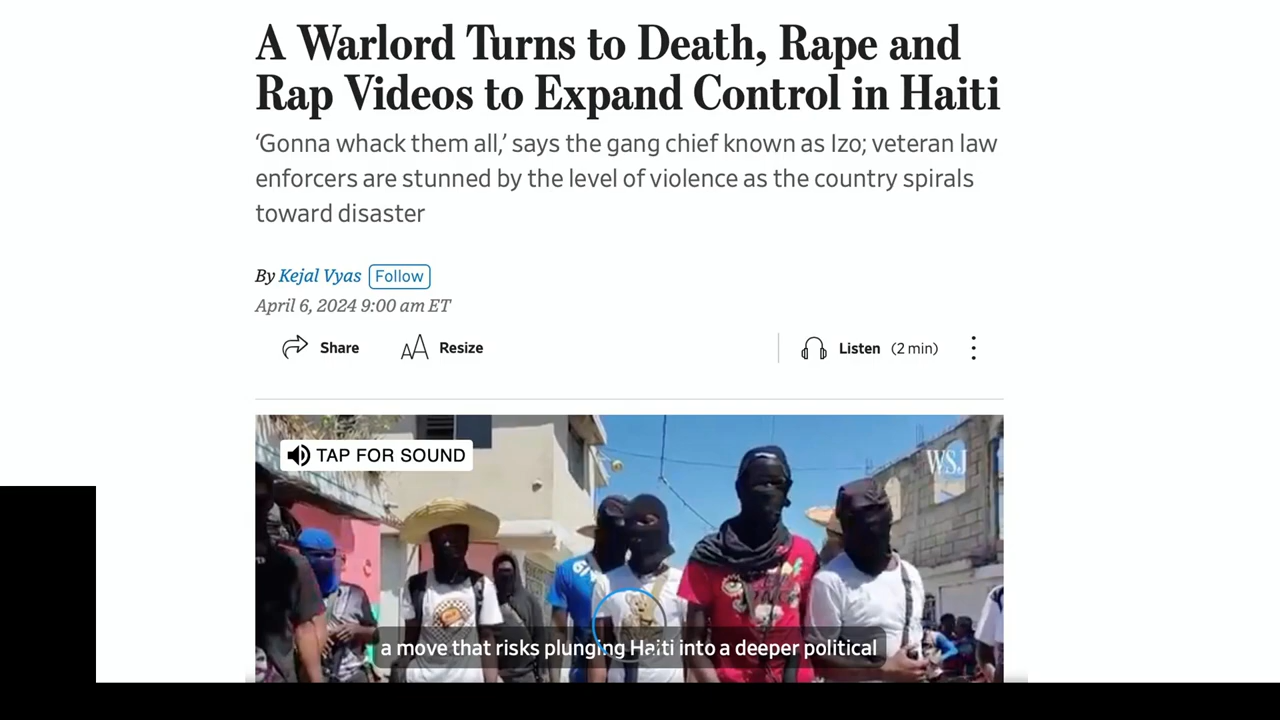 A Warlord Turns to Death, Rape and
Rap Videos to Expand Control in Haiti
‘Gonna whack them all,’ says the gang chief known as Izo; veteran law
enforcers are stunned by the level of violence as the country spirals
toward disaster
By Kejal Vyas Follow
April 6, 2024 9:00 am ET
Share AA Resize Listen (2 min)
TAP FOR SOUND
WSJ
a move that risks plunging Haiti into a deeper political